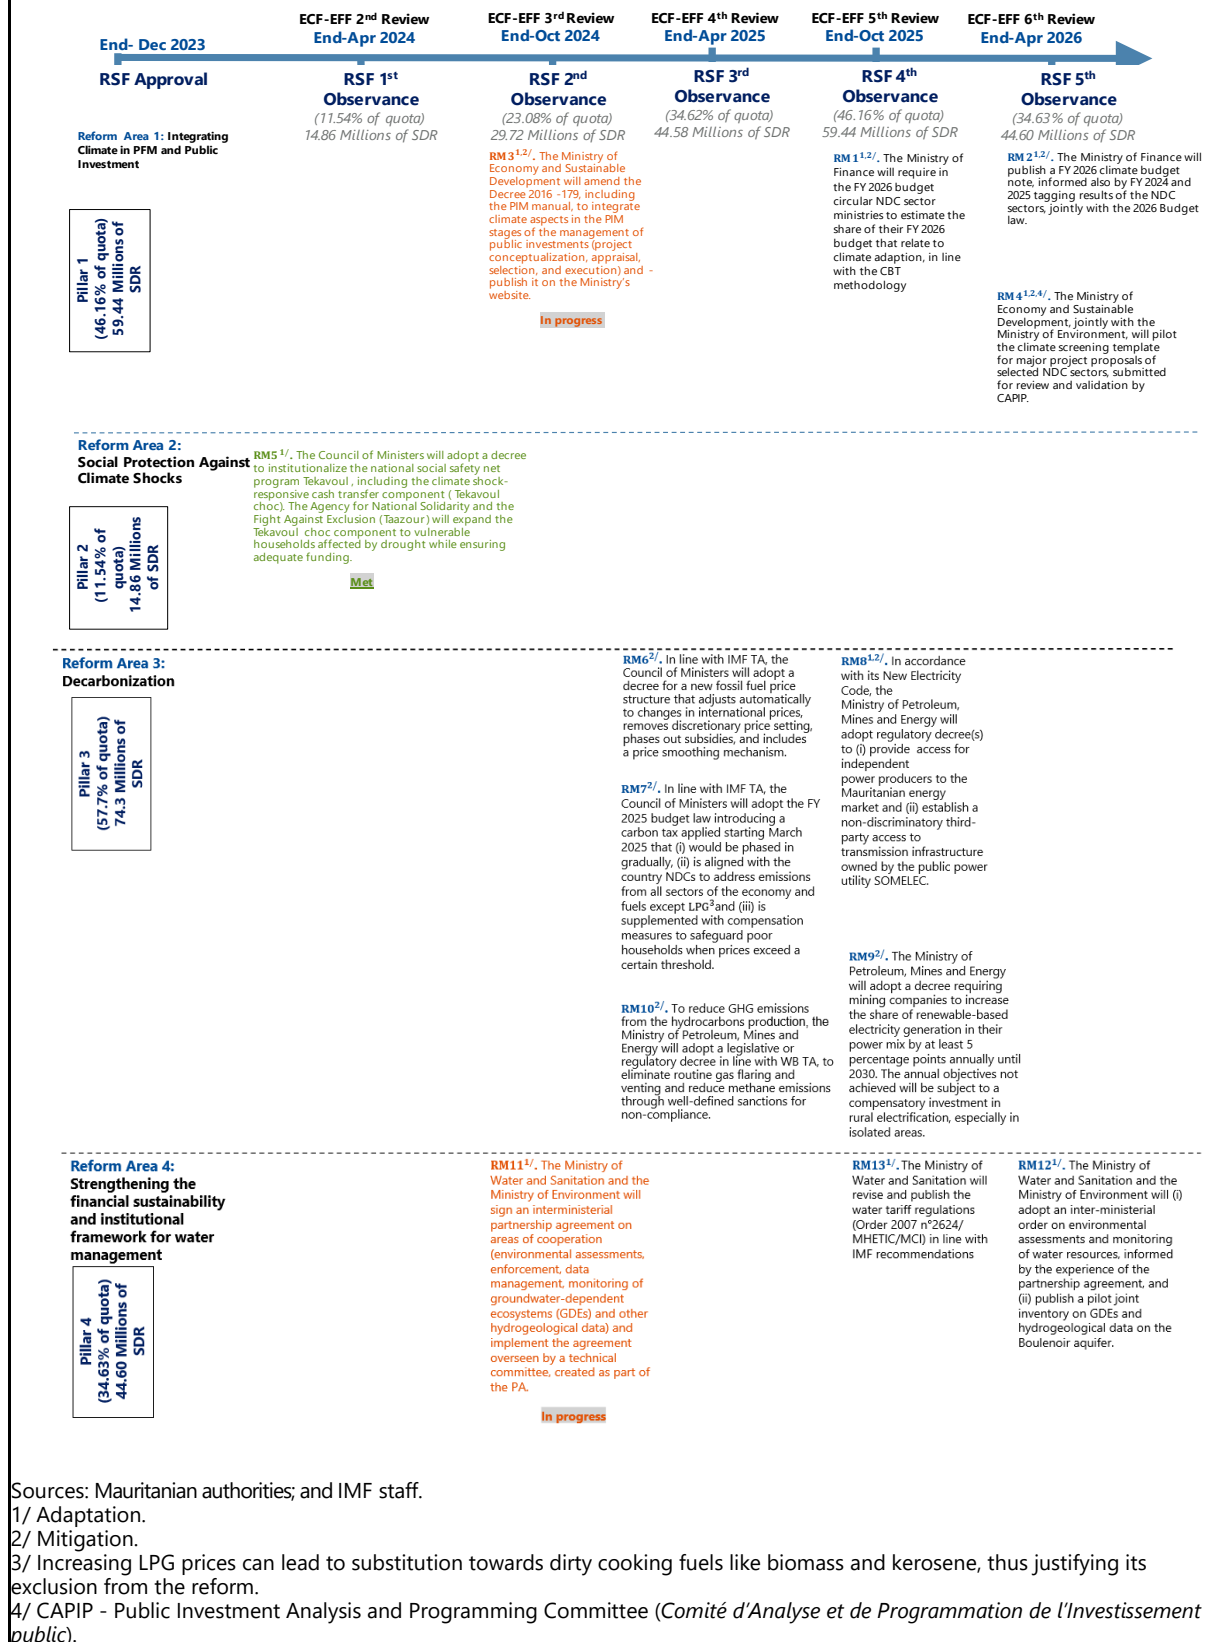 ECF-EFF 2nd Review
End-Apr 2024
ECF-EFF 3rd Review
End-Oct 2024
ECF-EFF 4th Review
End-Apr 2025
ECF-EFF 5th Review
End-Oct 2025
ECF-EFF 6th Review
End-Apr 2026
End- Dec 2023
RSF Approval
RSF 1st
Observance
(11.54% of quota)
14.86 Millions of SDR
RSF 2nd
Observance
(23.08% of quota)
29.72 Millions of SDR
RSF 3rd
Observance
(34.62% of quota)
44.58 Millions of SDR
RSF 4th
Observance
(46.16% of quota)
59.44 Millions of SDR
RSF 5th
Observance
(34.63% of quota)
44.60 Millions of SDR
Reform Area 1: Integrating
Climate in PFM and Public
Investment
Pillar 1
(46.16% of quota)
59.44 Millions of
SDR
RM3 1,2/. The Ministry of
Economy and Sustainable
Development will amend the
Decree 2016 -179, including
the PIM manual, to integrate
climate aspects in the PIM
stages of the management of
public investments (project
conceptualization, appraisal,
selection, and execution) and -
publish it on the Ministry's
website.
In progress
RM1 1,2/. The Ministry of
Finance will require in
the FY 2026 budget
circular NDC sector
ministries to estimate the
share of their FY 2026
budget that relate to
climate adaption, in line
with the CBT
methodology
RM2 1,2/. The Ministry of Finance will
publish a FY 2026 climate budget
note, informed also by FY 2024 and
2025 tagging results of the NDC
sectors, jointly with the 2026 Budget
law.
RM4 1,2,4/. The Ministry of
Economy and Sustainable
Development, jointly with the
Ministry of Environment, will pilot
the climate screening template
for major project proposals of
selected NDC sectors, submitted
for review and validation by
CAPIP.
Reform Area 2:
Social Protection Against
Climate Shocks
Pillar 2
(11.54% of
quota)
14.86 Millions
of SDR
RM5 1/. The Council of Ministers will adopt a decree
to institutionalize the national social safety net
program Tekavoul , including the climate shock-
responsive cash transfer component ( Tekavoul
choc). The Agency for National Solidarity and the
Fight Against Exclusion (Taazour) will expand the
Tekavoul choc component to vulnerable
households affected by drought while ensuring
adequate funding.
Met
Reform Area 3:
Decarbonization
Pillar 3
(57.7% of quota)
74.3 Millions of
SDR
RM6 2/. In line with IMF TA, the
Council of Ministers will adopt a
decree for a new fossil fuel price
structure that adjusts automatically
to changes in international prices,
removes discretionary price setting,
phases out subsidies, and includes
a price smoothing mechanism.
RM7 2/. In line with IMF TA, the
Council of Ministers will adopt the FY
2025 budget law introducing a
carbon tax applied starting March
2025 that (i) would be phased in
gradually, (ii) is aligned with the
country NDCs to address emissions
from all sectors of the economy and
fuels except LPG3 and (iii) is
supplemented with compensation
measures to safeguard poor
households when prices exceed a
certain threshold.
RM10 2/. To reduce GHG emissions
from the hydrocarbons production, the
Ministry of Petroleum, Mines and
Energy will adopt a legislative or
regulatory decree in line with WB TA, to
eliminate routine gas flaring and
venting and reduce methane emissions
through well-defined sanctions for
non-compliance.
RM8 1,2/. In accordance
with its New Electricity
Code, the
Ministry of Petroleum,
Mines and Energy will
adopt regulatory decree(s)
to (i) provide access for
independent
power producers to the
Mauritanian energy
market and (ii) establish a
non-discriminatory third-
party access to
transmission infrastructure
owned by the public power
utility SOMELEC.
RM9 2/. The Ministry of
Petroleum, Mines and Energy
will adopt a decree requiring
mining companies to increase
the share of renewable-based
electricity generation in their
power mix by at least 5
percentage points annually until
2030. The annual objectives not
achieved will be subject to a
compensatory investment in
rural electrification, especially in
isolated areas.
Reform Area 4:
Strengthening the
financial sustainability
and institutional
framework for water
management
Pillar 4
(34.63% of quota)
44.60 Millions of
SDR
RM11 1/. The Ministry of
Water and Sanitation and the
Ministry of Environment will
sign an interministerial
partnership agreement on
areas of cooperation
(environmental assessments,
enforcement, data
management, monitoring of
groundwater-dependent
ecosystems (GDEs) and other
hydrogeological data) and
implement the agreement
overseen by a technical
committee, created as part of
the PA.
In progress
RM13 1/. The Ministry of
Water and Sanitation will
revise and publish the
water tariff regulations
(Order 2007 n°2624/
MHETIC/MCI) in line with
IMF recommendations
RM12 1/. The Ministry of
Water and Sanitation and the
Ministry of Environment will (i)
adopt an inter-ministerial
order on environmental
assessments and monitoring
of water resources, informed
by the experience of the
partnership agreement, and
(ii) publish a pilot joint
inventory on GDEs and
hydrogeological data on the
Boulenoir aquifer.
Sources: Mauritanian authorities; and IMF staff.
1/ Adaptation.
2/ Mitigation.
3/ Increasing LPG prices can lead to substitution towards dirty cooking fuels like biomass and kerosene, thus justifying its
exclusion from the reform.
4/ CAPIP - Public Investment Analysis and Programming Committee (Comité d'Analyse et de Programmation de l'Investissement
public).